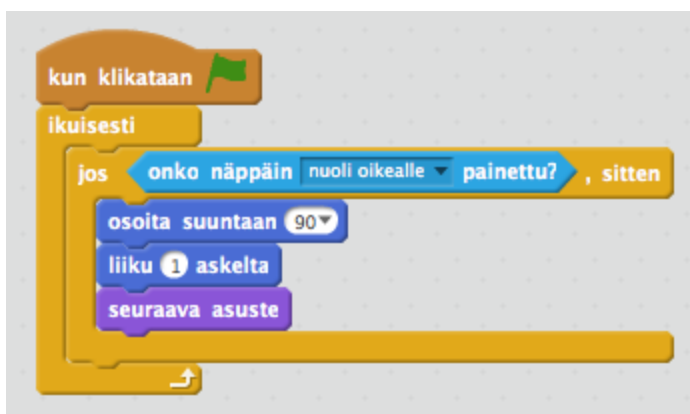 kun klikataan
ikuisesti
jos onko näppäin nuoli oikealle painettu? , sitten
osoita suuntaan 90
liiku 1 askelta
seuraava asuste